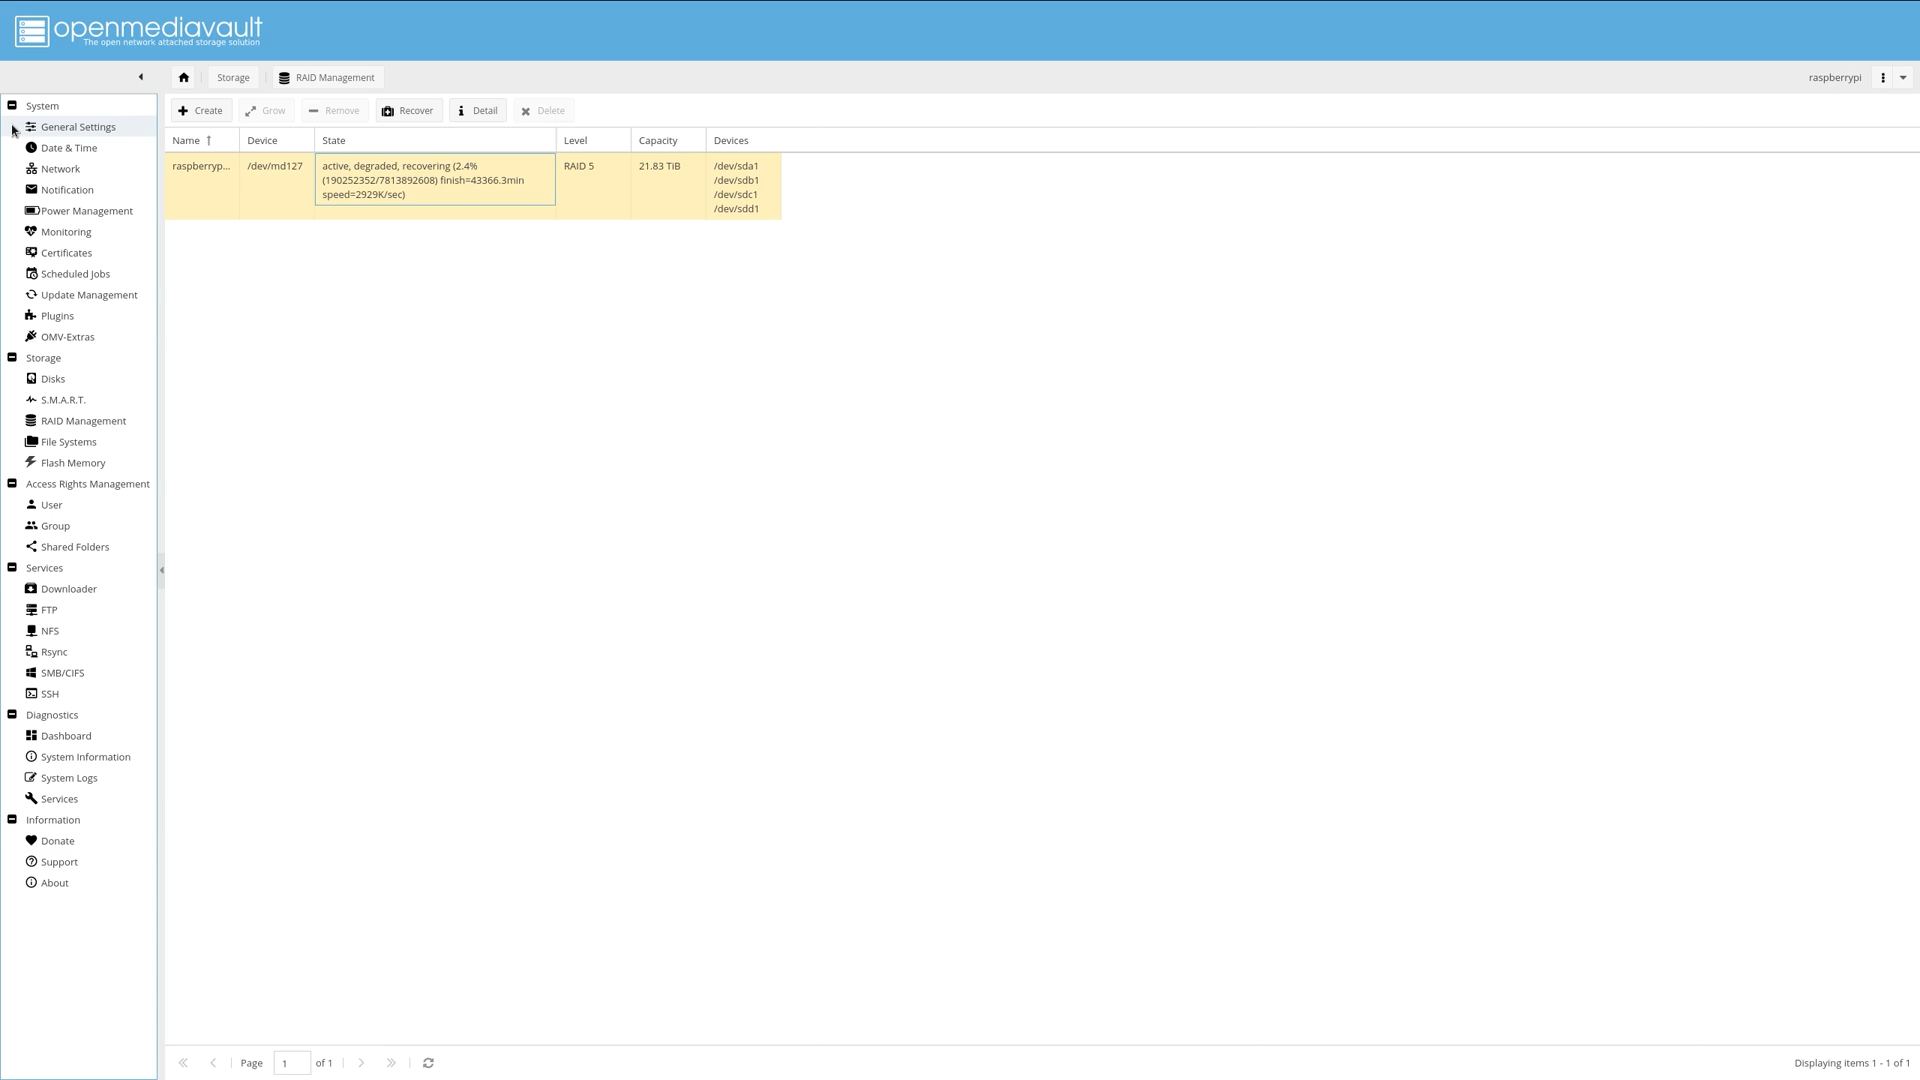 openmediavault
The open network attached storage solution
Storage
RAID Management
raspberrypi
System
General Settings
Date & Time
Network
Notification
Power Management
Monitoring
Certificates
Scheduled Jobs
Update Management
Plugins
OMV-Extras
Storage
Disks
S.M.A.R.T.
RAID Management
File Systems
Flash Memory
Access Rights Management
User
Group
Shared Folders
Services
Downloader
FTP
NFS
Rsync
SMB/CIFS
SSH
Diagnostics
Dashboard
System Information
System Logs
Services
Information
Donate
Support
About
Create Grow Remove Recover Detail Delete
Name Device State Level Capacity Devices
raspberryp... /dev/md127 active, degraded, recovering (2.4% RAID 5 21.83 TiB /dev/sda1
(190252352/7813892608) finish=43366.3min /dev/sdb1
speed=2929K/sec) /dev/sdc1
/dev/sdd1
Page 1 of 1 Displaying items 1 - 1 of 1